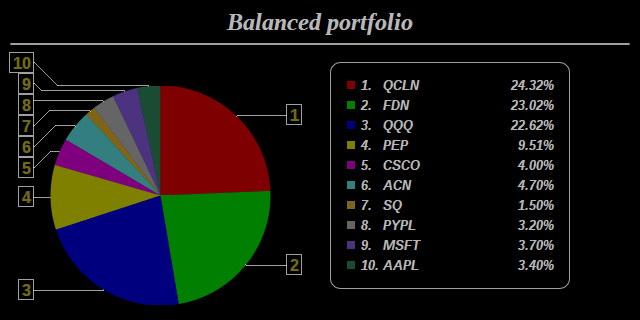 Balanced portfolio
10
9
8
7
6
5
4
3
1
2
1. QCLN 24.32%
2. FDN 23.02%
3. QQQ 22.62%
4. PEP 9.51%
5. CSCO 4.00%
6. ACN 4.70%
7. SQ 1.50%
8. PYPL 3.20%
9. MSFT 3.70%
10. AAPL 3.40%